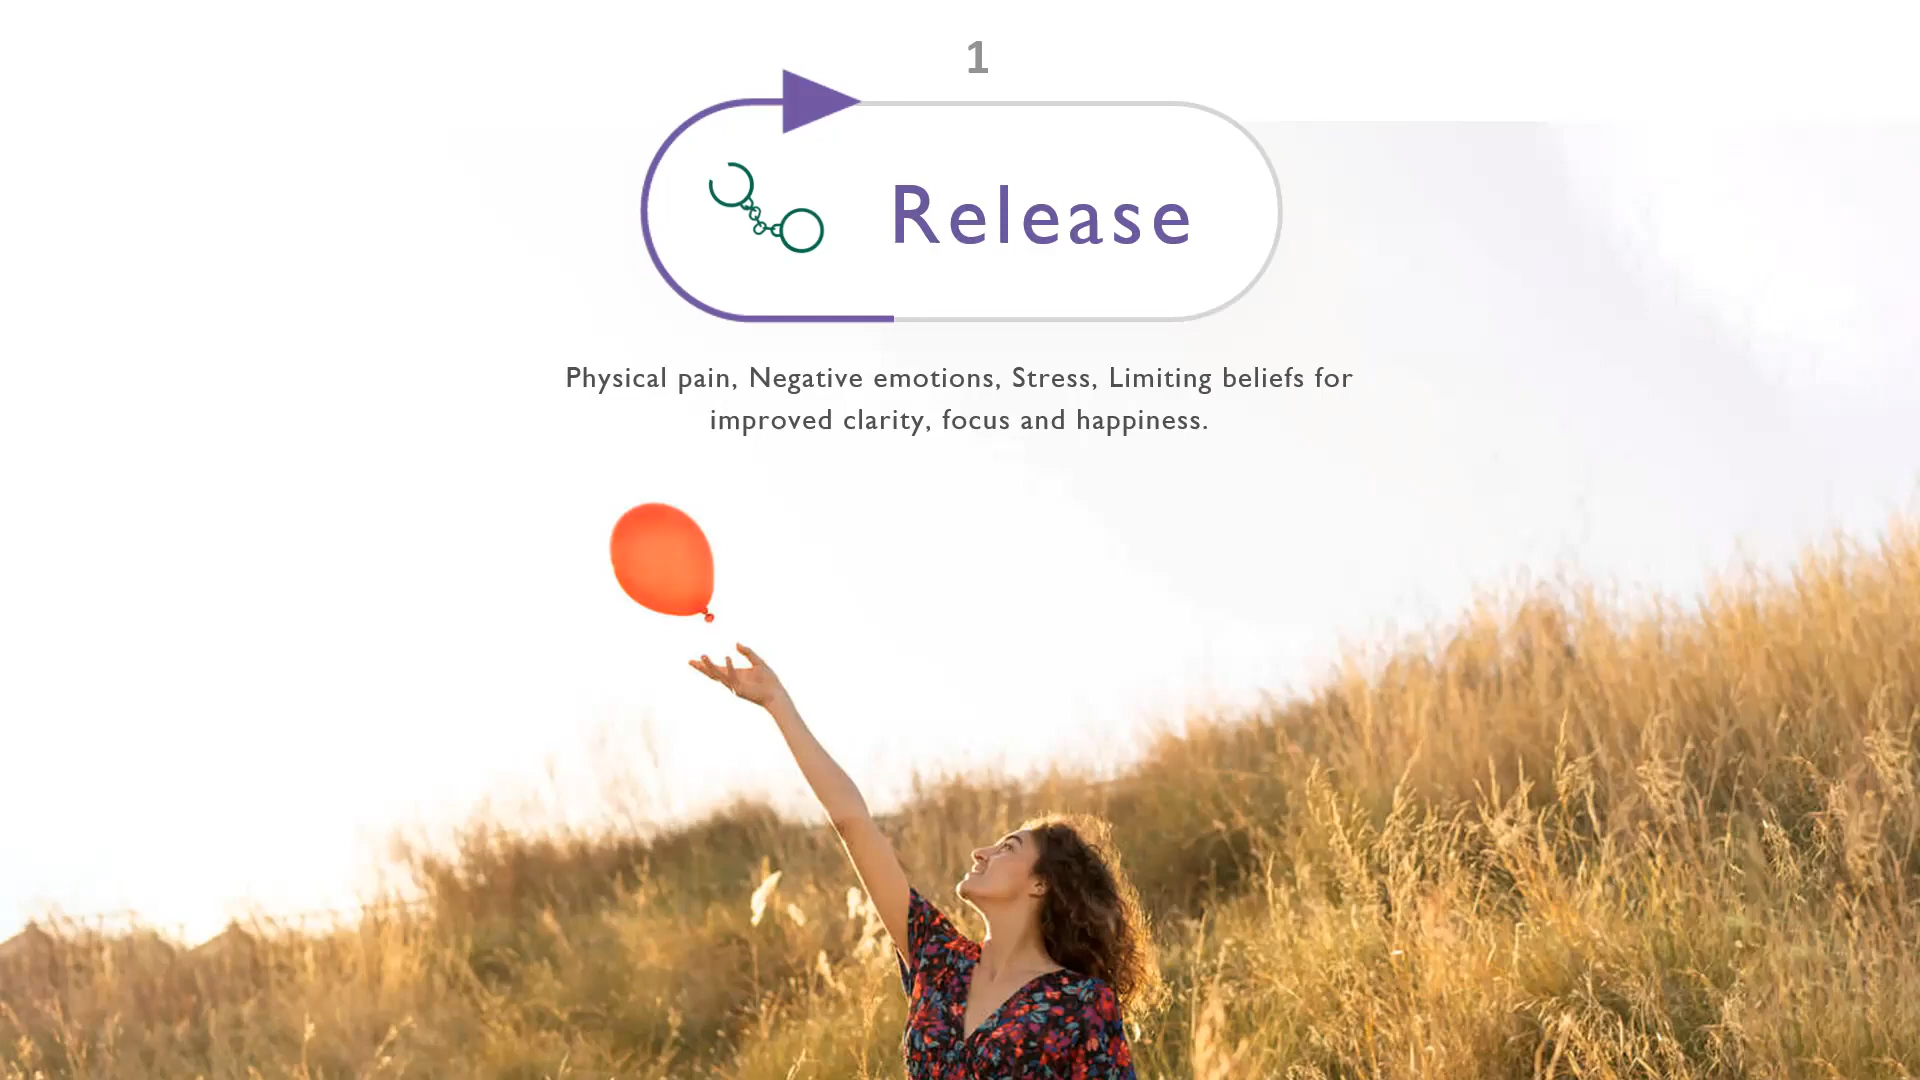 1
Release
Physical pain, Negative emotions, Stress, Limiting beliefs for
improved clarity, focus and happiness.